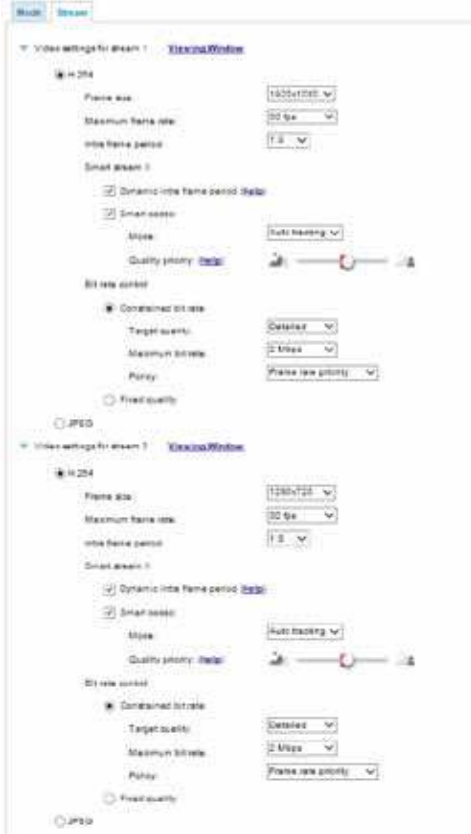 Mode Stream
Video settings for stream 1 Viewing Window
H.264
Frame size: 1920x1080
Maximum frame rate: 30 fps
Intra frame period: 1 S
Smart stream II
Dynamic intra frame period (Help)
Smart codec
Mode: Auto tracking
Quality priority: (Help)
Bit rate control
Constrained bit rate
Target quality: Detailed
Maximum bit rate: 2 Mbps
Policy: Frame rate priority
Fixed quality
JPEG
Video settings for stream 2 Viewing Window
H.264
Frame size: 1280x720
Maximum frame rate: 30 fps
Intra frame period: 1 S
Smart stream II
Dynamic intra frame period (Help)
Smart codec
Mode: Auto tracking
Quality priority: (Help)
Bit rate control
Constrained bit rate
Target quality: Detailed
Maximum bit rate: 2 Mbps
Policy: Frame rate priority
Fixed quality
JPEG